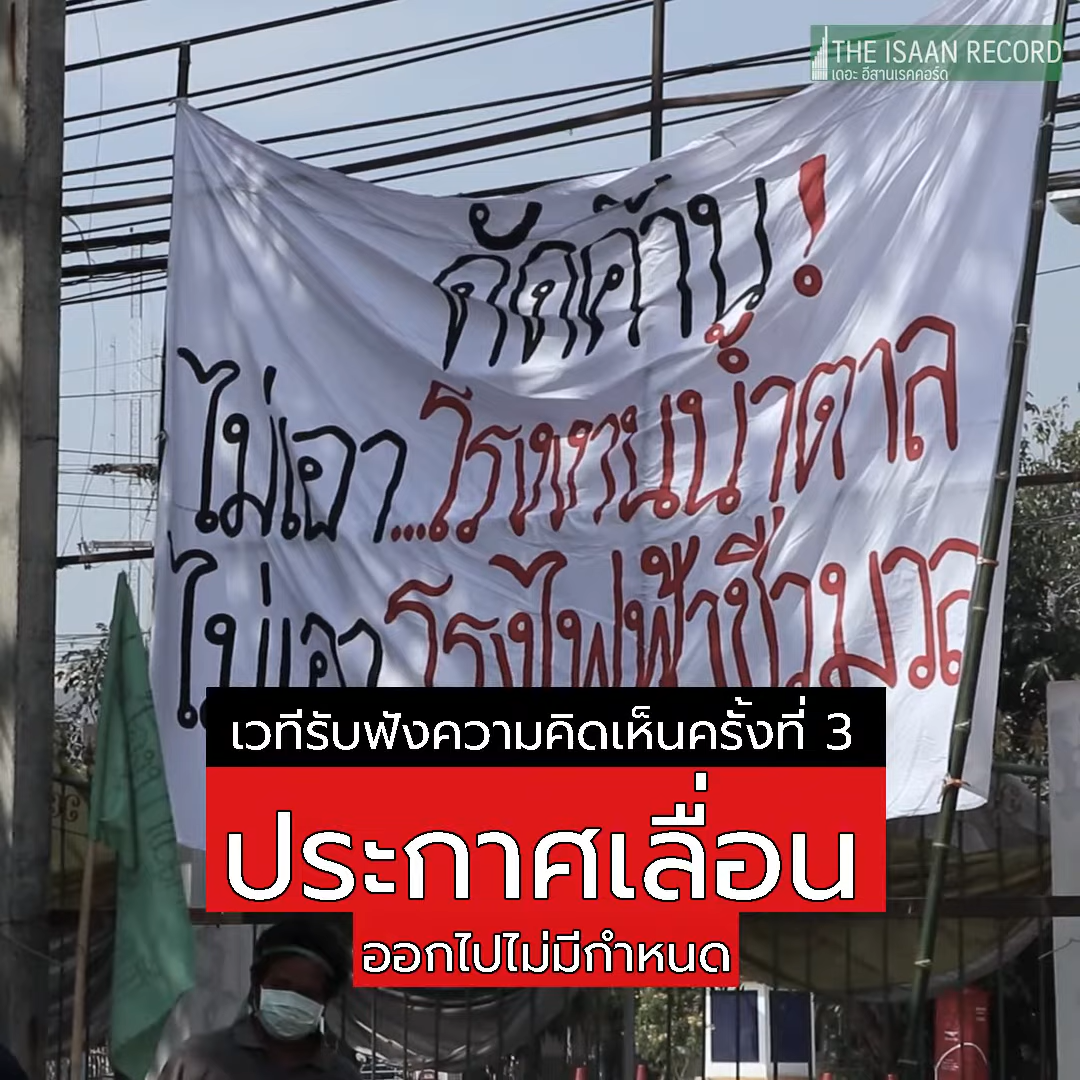 THE ISAAN RECORD
เดอะ อีสานเรคคอร์ด
คัดค้าน!
ไม่เอา...โรงงานน้ำตาล
ไม่เอา โรงไฟฟ้าชีวมวล
เวทีรับฟังความคิดเห็นครั้งที่ 3
ประกาศเลื่อน
ออกไปไม่มีกำหนด